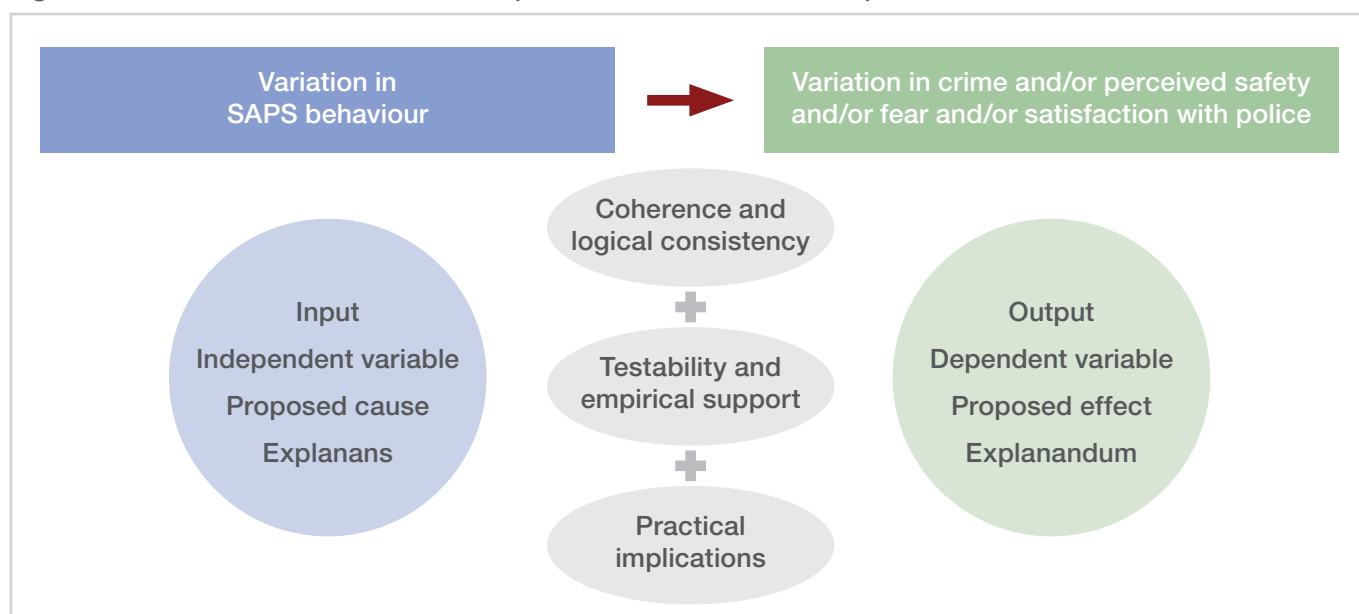 Variation in
SAPS behaviour
Variation in crime and/or perceived safety
and/or fear and/or satisfaction with police
Coherence and
logical consistency
Input
Independent variable
Proposed cause
Explanans
Testability and
empirical support
Output
Dependent variable
Proposed effect
Explanandum
Practical
implications